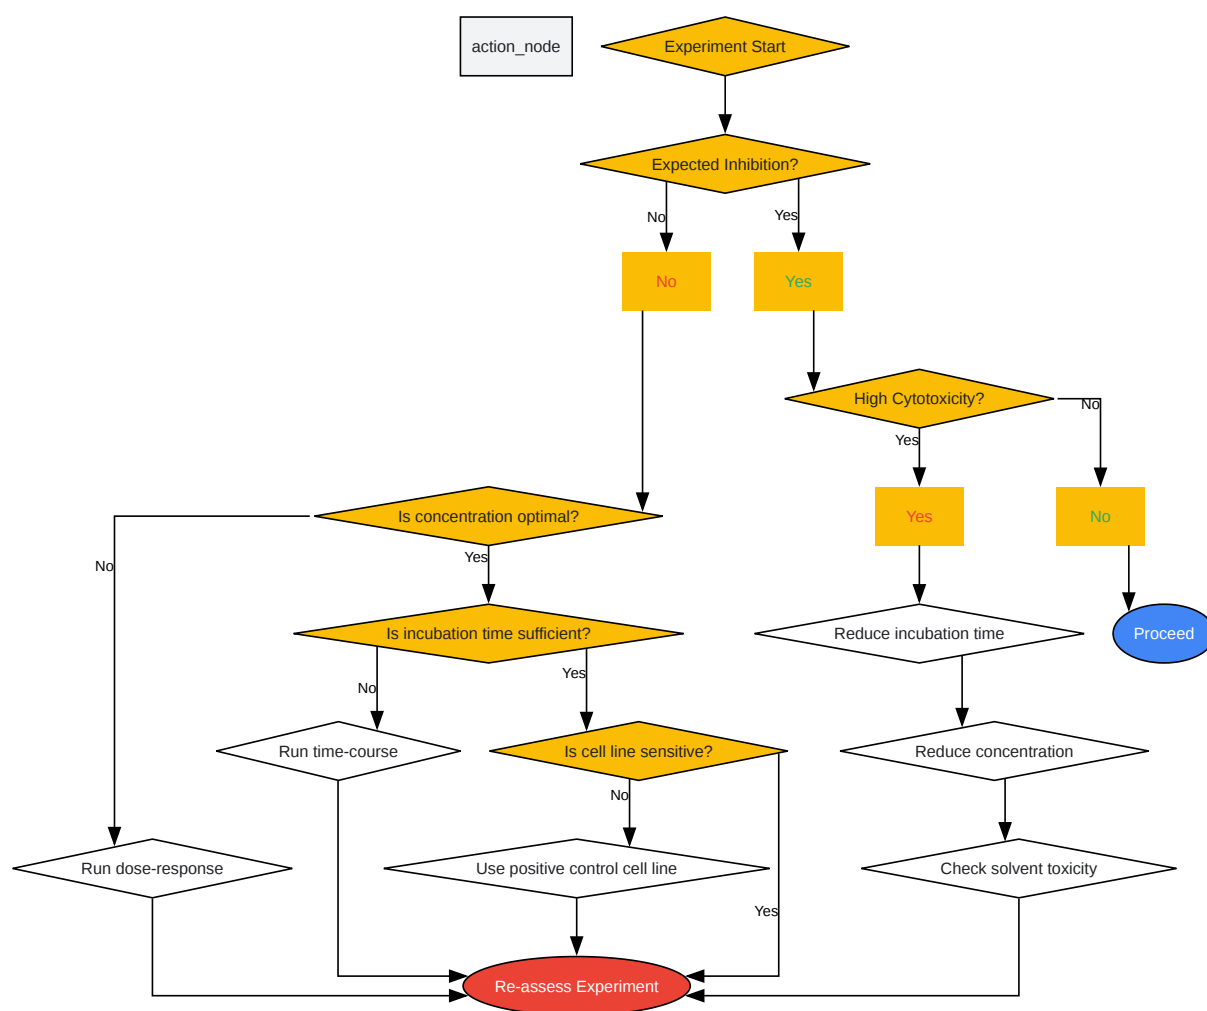 action_node
Experiment Start
Expected Inhibition?
No
Yes
No
Yes
High Cytotoxicity?
No
Yes
Yes
No
Is concentration optimal?
No
Yes
Is incubation time sufficient?
Reduce incubation time
Proceed
No
Yes
Run time-course
Is cell line sensitive?
Reduce concentration
No
Run dose-response
Use positive control cell line
Check solvent toxicity
Yes
Re-assess Experiment